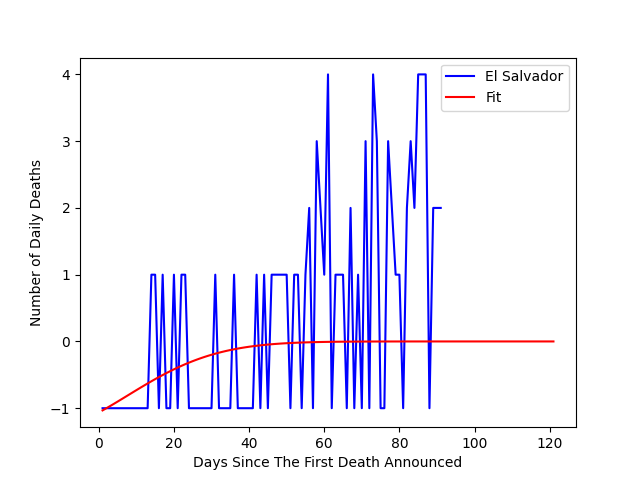 4
3
2
1
0
−1
Number of Daily Deaths
El Salvador
Fit
0 20 40 60 80 100 120
Days Since The First Death Announced